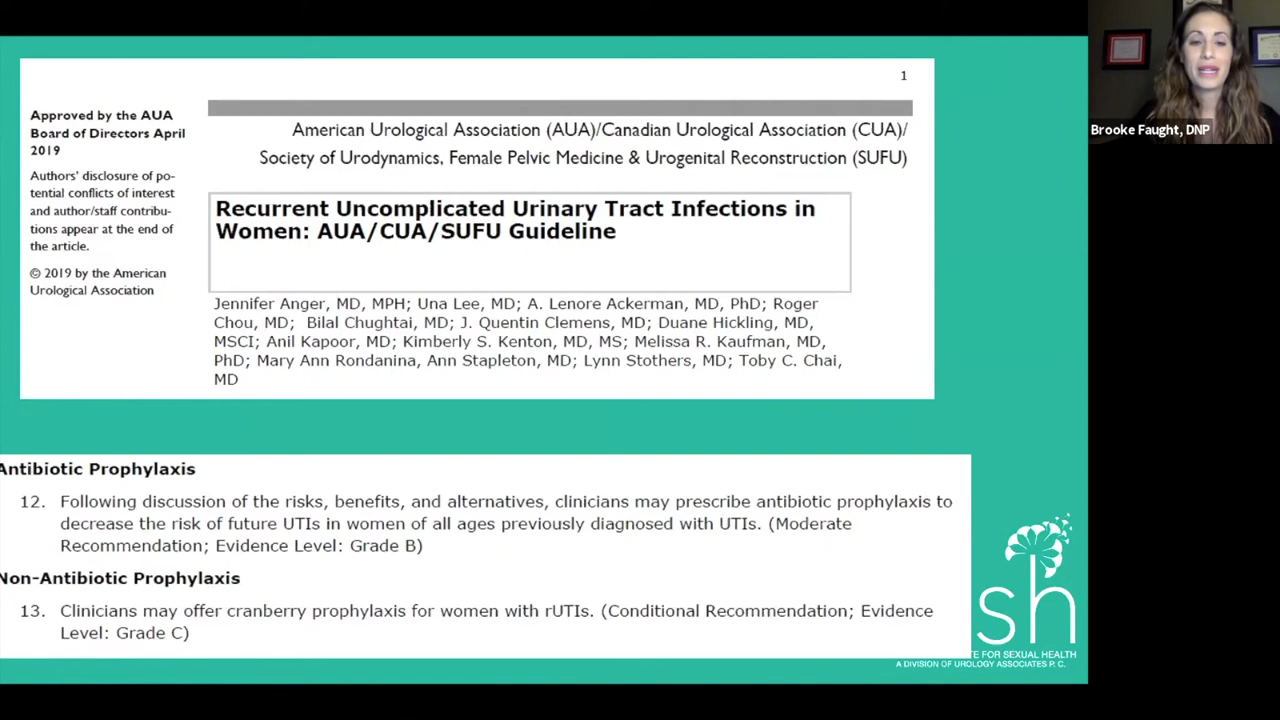 1
Approved by the AUA
Board of Directors April
2019
Authors' disclosure of po-
tential conflicts of interest
and author/staff contribu-
tions appear at the end of
the article.
© 2019 by the American
Urological Association
American Urological Association (AUA)/Canadian Urological Association (CUA)/
Society of Urodynamics, Female Pelvic Medicine & Urogenital Reconstruction (SUFU)
Recurrent Uncomplicated Urinary Tract Infections in
Women: AUA/CUA/SUFU Guideline
Jennifer Anger, MD, MPH; Una Lee, MD; A. Lenore Ackerman, MD, PhD; Roger
Chou, MD; Bilal Chughtai, MD; J. Quentin Clemens, MD; Duane Hickling, MD,
MSCI; Anil Kapoor, MD; Kimberly S. Kenton, MD, MS; Melissa R. Kaufman, MD,
PhD; Mary Ann Rondanina, Ann Stapleton, MD; Lynn Stothers, MD; Toby C. Chai,
MD
Antibiotic Prophylaxis
12. Following discussion of the risks, benefits, and alternatives, clinicians may prescribe antibiotic prophylaxis to
decrease the risk of future UTIs in women of all ages previously diagnosed with UTIs. (Moderate
Recommendation; Evidence Level: Grade B)
Non-Antibiotic Prophylaxis
13. Clinicians may offer cranberry prophylaxis for women with rUTIs. (Conditional Recommendation; Evidence
Level: Grade C)
sh
TE FOR SEXUAL HEALTH
A DIVISION OF UROLOGY ASSOCIATES P. C.
Brooke Faught, DNP